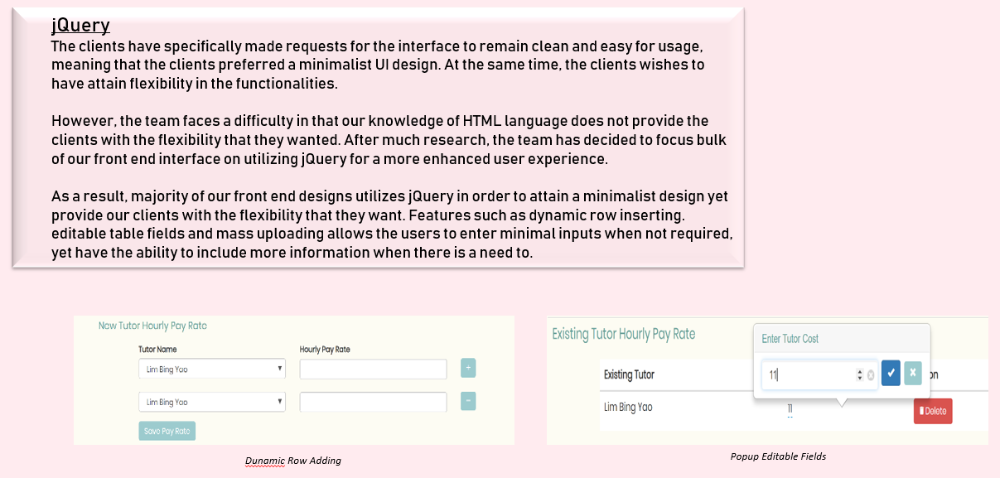 jQuery
The clients have specifically made requests for the interface to remain clean and easy for usage,
meaning that the clients preferred a minimalist UI design. At the same time, the clients wishes to
have attain flexibility in the functionalities.
However, the team faces a difficulty in that our knowledge of HTML language does not provide the
clients with the flexibility that they wanted. After much research, the team has decided to focus bulk
of our front end interface on utilizing jQuery for a more enhanced user experience.
As a result, majority of our front end designs utilizes jQuery in order to attain a minimalist design yet
provide our clients with the flexibility that they want. Features such as dynamic row inserting.
editable table fields and mass uploading allows the users to enter minimal inputs when not required,
yet have the ability to include more information when there is a need to.
New Tutor Hourly Pay Rate
Tutor Name Hourly Pay Rate
Lim Bing Yao +
Lim Bing Yao -
Save Pay Rate
Dunamic Row Adding
Existing Tutor Hourly Pay Rate
Enter Tutor Cost
11
Existing Tutor on
Lim Bing Yao 11 Delete
Popup Editable Fields